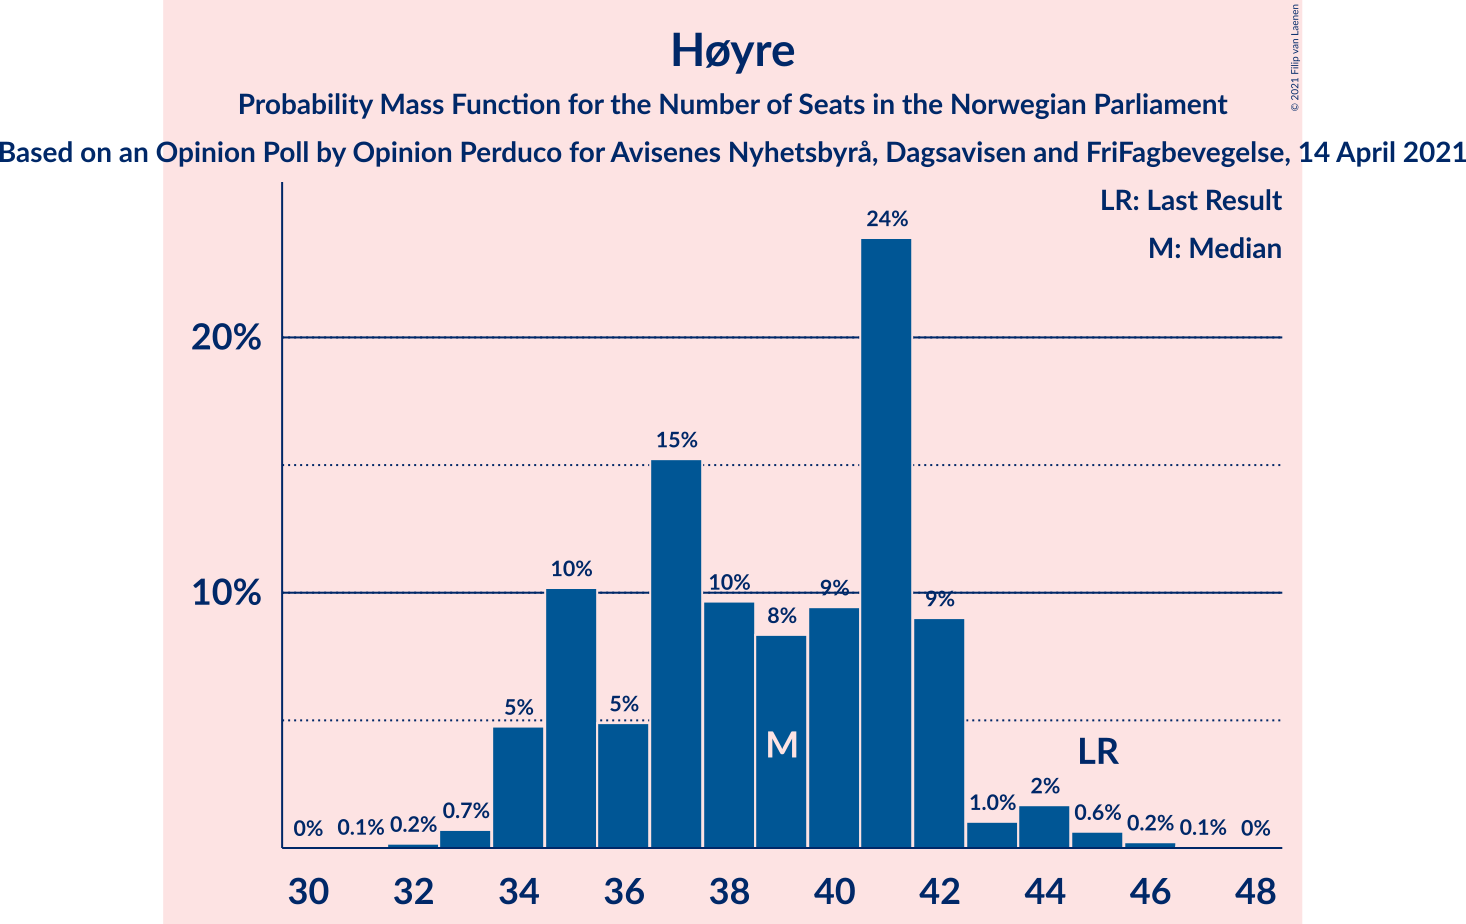 Høyre
Probability Mass Function for the Number of Seats in the Norwegian Parliament
Based on an Opinion Poll by Opinion Perduco for Avisenes Nyhetsbyrå, Dagsavisen and FriFagbevegelse, 14 April 2021
© 2021 Filip van Laenen
LR: Last Result
M: Median
20%
10%
0%
0.1%
0.2%
0.7%
5%
10%
5%
15%
10%
8%
9%
24%
9%
1.0%
2%
0.6%
0.2%
0.1%
0%
M
LR
30 32 34 36 38 40 42 44 46 48